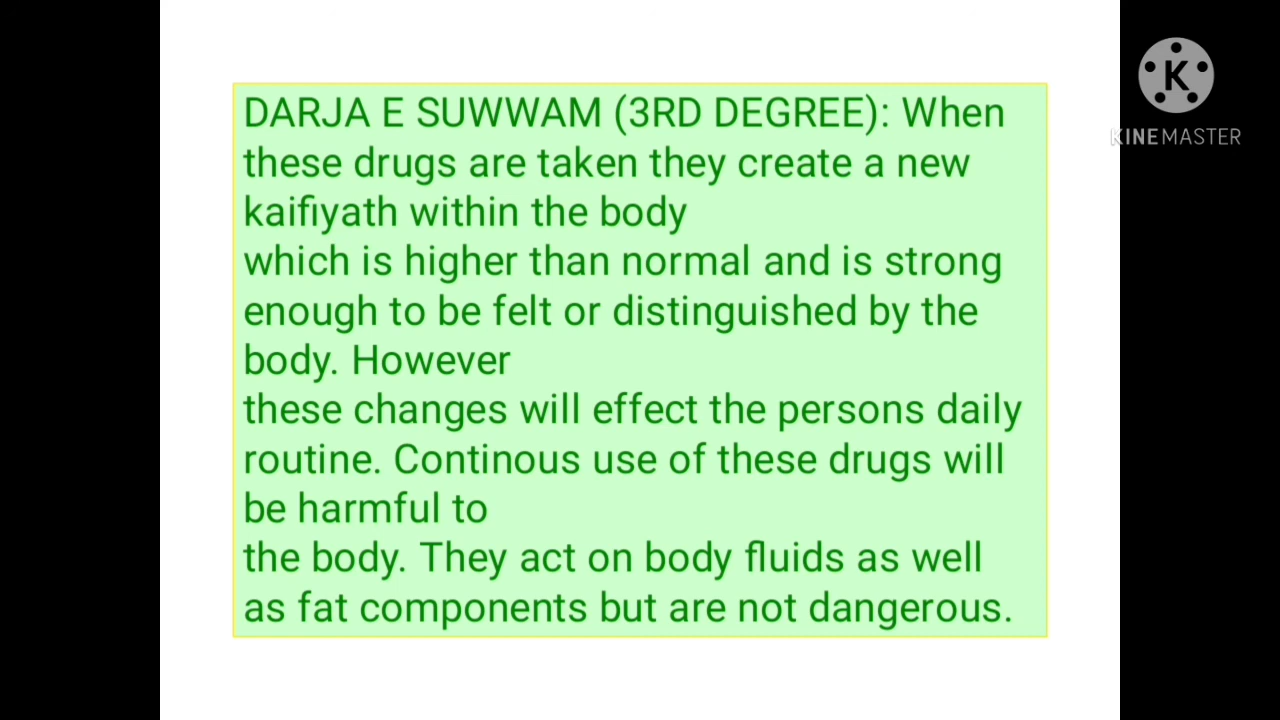 DARJA E SUWWAM (3RD DEGREE): When
these drugs are taken they create a new
kaifiyath within the body
which is higher than normal and is strong
enough to be felt or distinguished by the
body. However
these changes will effect the persons daily
routine. Continous use of these drugs will
be harmful to
the body. They act on body fluids as well
as fat components but are not dangerous.
K
KINEMASTER